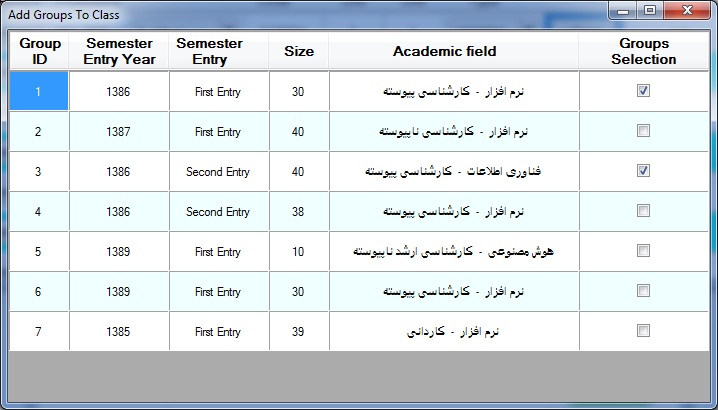 Add Groups To Class
Group ID Semester Entry Year Semester Entry Size Academic field Groups Selection
1 1386 First Entry 30 نرم افزار - کارشناسی پیوسته
2 1387 First Entry 40 نرم افزار - کارشناسی ناپیوسته
3 1386 Second Entry 40 فناوری اطلاعات - کارشناسی پیوسته
4 1386 Second Entry 38 نرم افزار - کارشناسی پیوسته
5 1389 First Entry 10 هوش مصنوعی - کارشناسی ارشد ناپیوسته
6 1389 First Entry 30 نرم افزار - کارشناسی پیوسته
7 1385 First Entry 39 نرم افزار - کاردانی